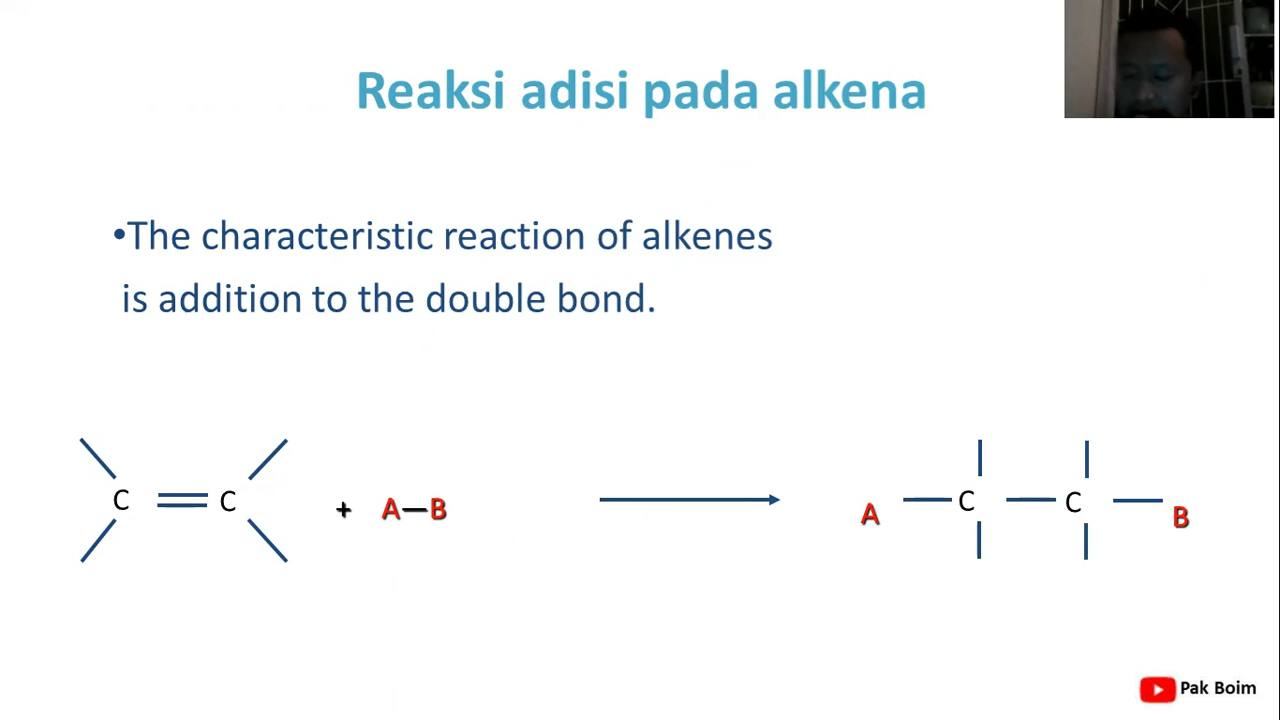 Reaksi adisi pada alkena
•The characteristic reaction of alkenes
is addition to the double bond.
C C + A—B A C C B
Pak Boim